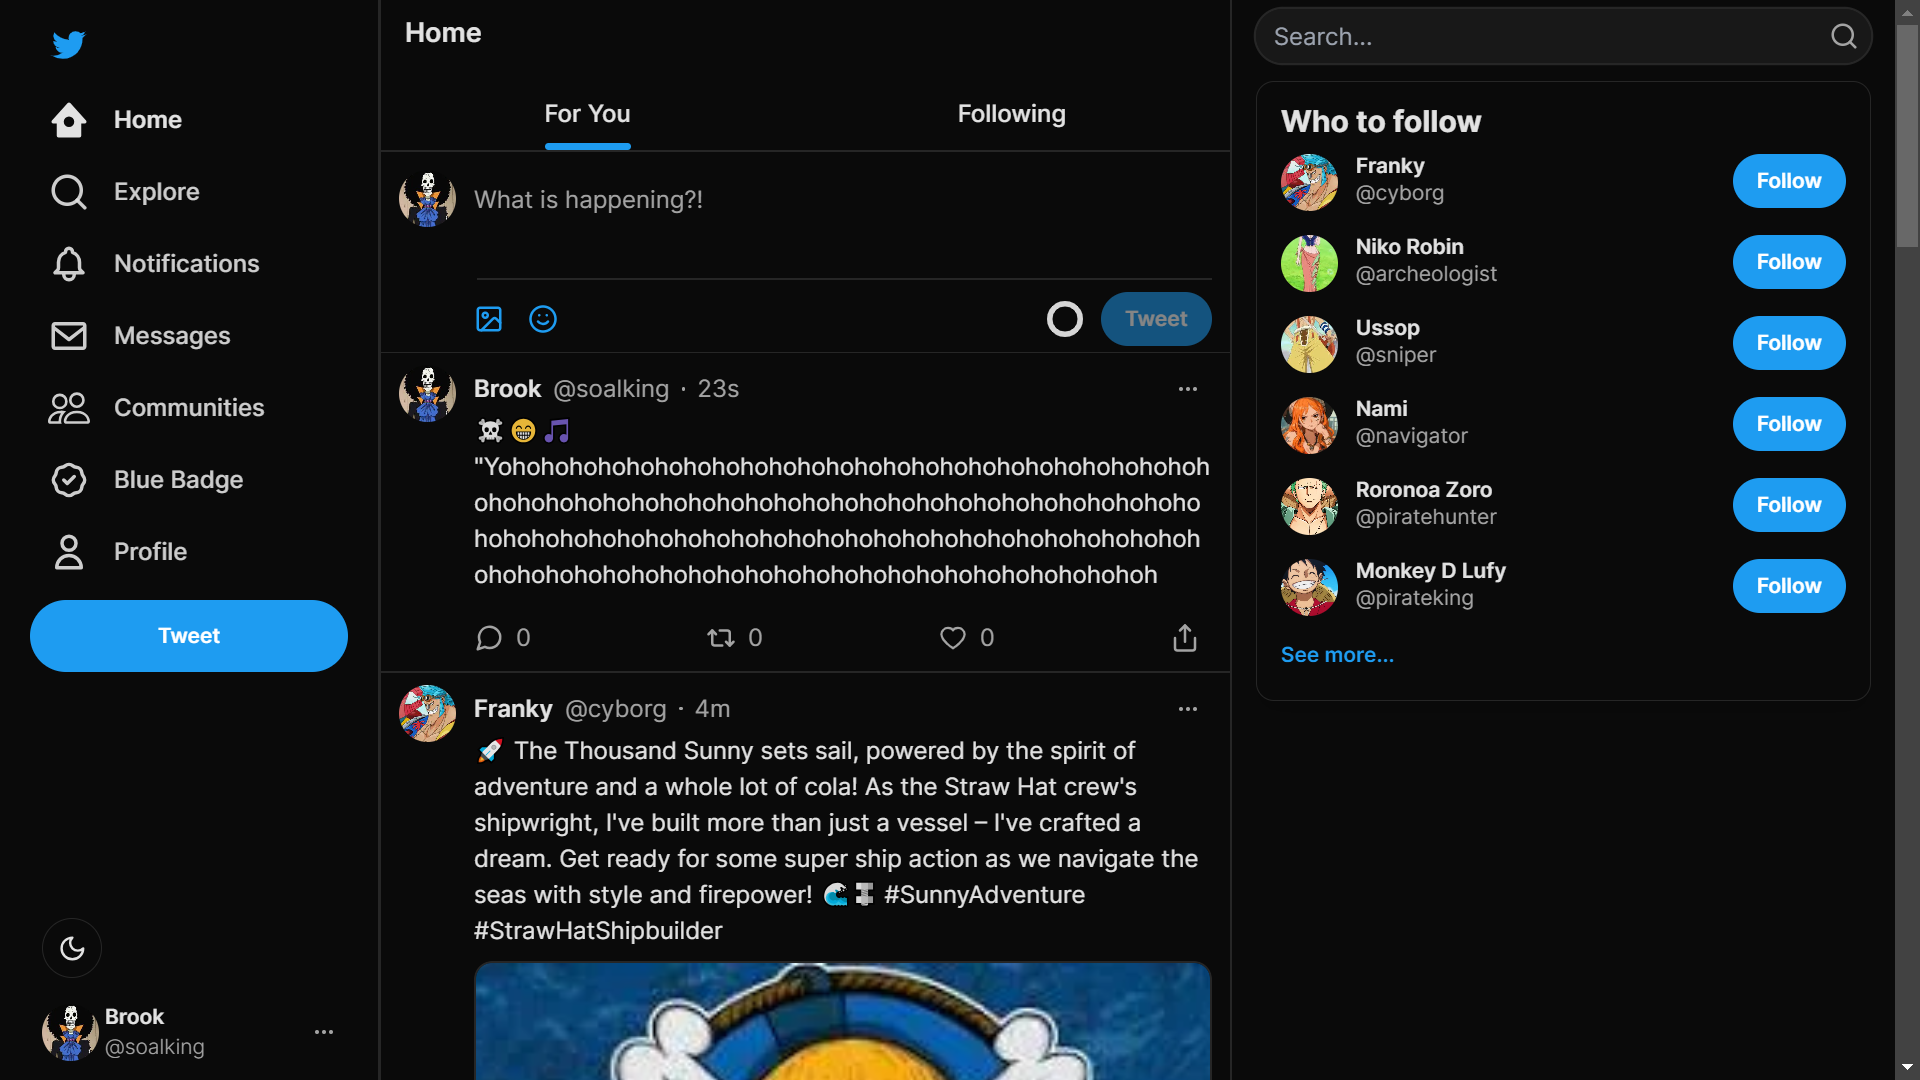 Home
Explore
Notifications
Messages
Communities
Blue Badge
Profile
Tweet
Brook
@soalking
Home
For You
Following
What is happening?!
Tweet
Brook @soalking · 23s
☠️😁🎵
"Yohohohohohohohohohohohohohohohohohohohohohohohohoh
ohohohohohohohohohohohohohohohohohohohohohohohohoho
hohohohohohohohohohohohohohohohohohohohohohohohohoh
ohohohohohohohohohohohohohohohohohohohohohohohoh
0
0
0
Franky @cyborg · 4m
🚀 The Thousand Sunny sets sail, powered by the spirit of
adventure and a whole lot of cola! As the Straw Hat crew's
shipwright, I've built more than just a vessel – I've crafted a
dream. Get ready for some super ship action as we navigate the
seas with style and firepower! 🌊🔩 #SunnyAdventure
#StrawHatShipbuilder
Search...
Who to follow
Franky
@cyborg
Follow
Niko Robin
@archeologist
Follow
Ussop
@sniper
Follow
Nami
@navigator
Follow
Roronoa Zoro
@piratehunter
Follow
Monkey D Lufy
@pirateking
Follow
See more...